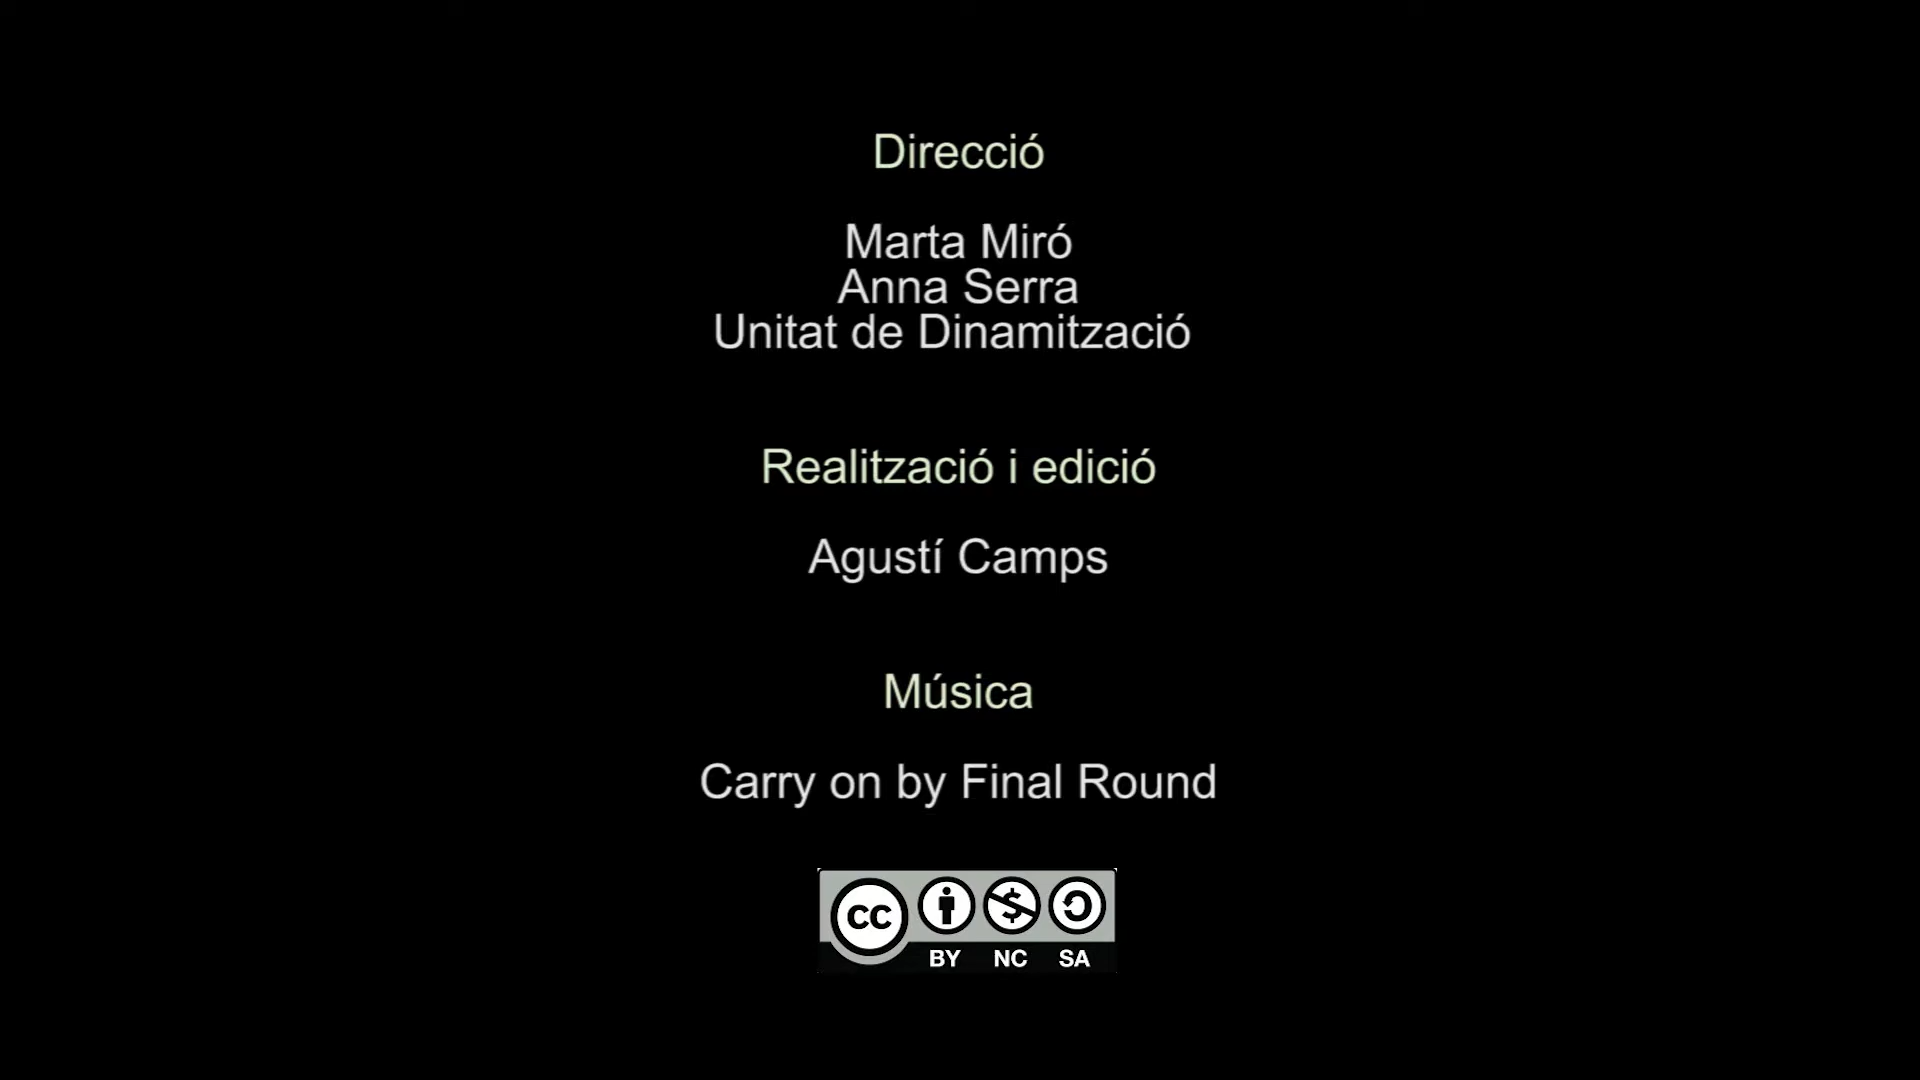 Direcció
Marta Miró
Anna Serra
Unitat de Dinamització
Realització i edició
Agustí Camps
Música
Carry on by Final Round
CC
BY NC SA